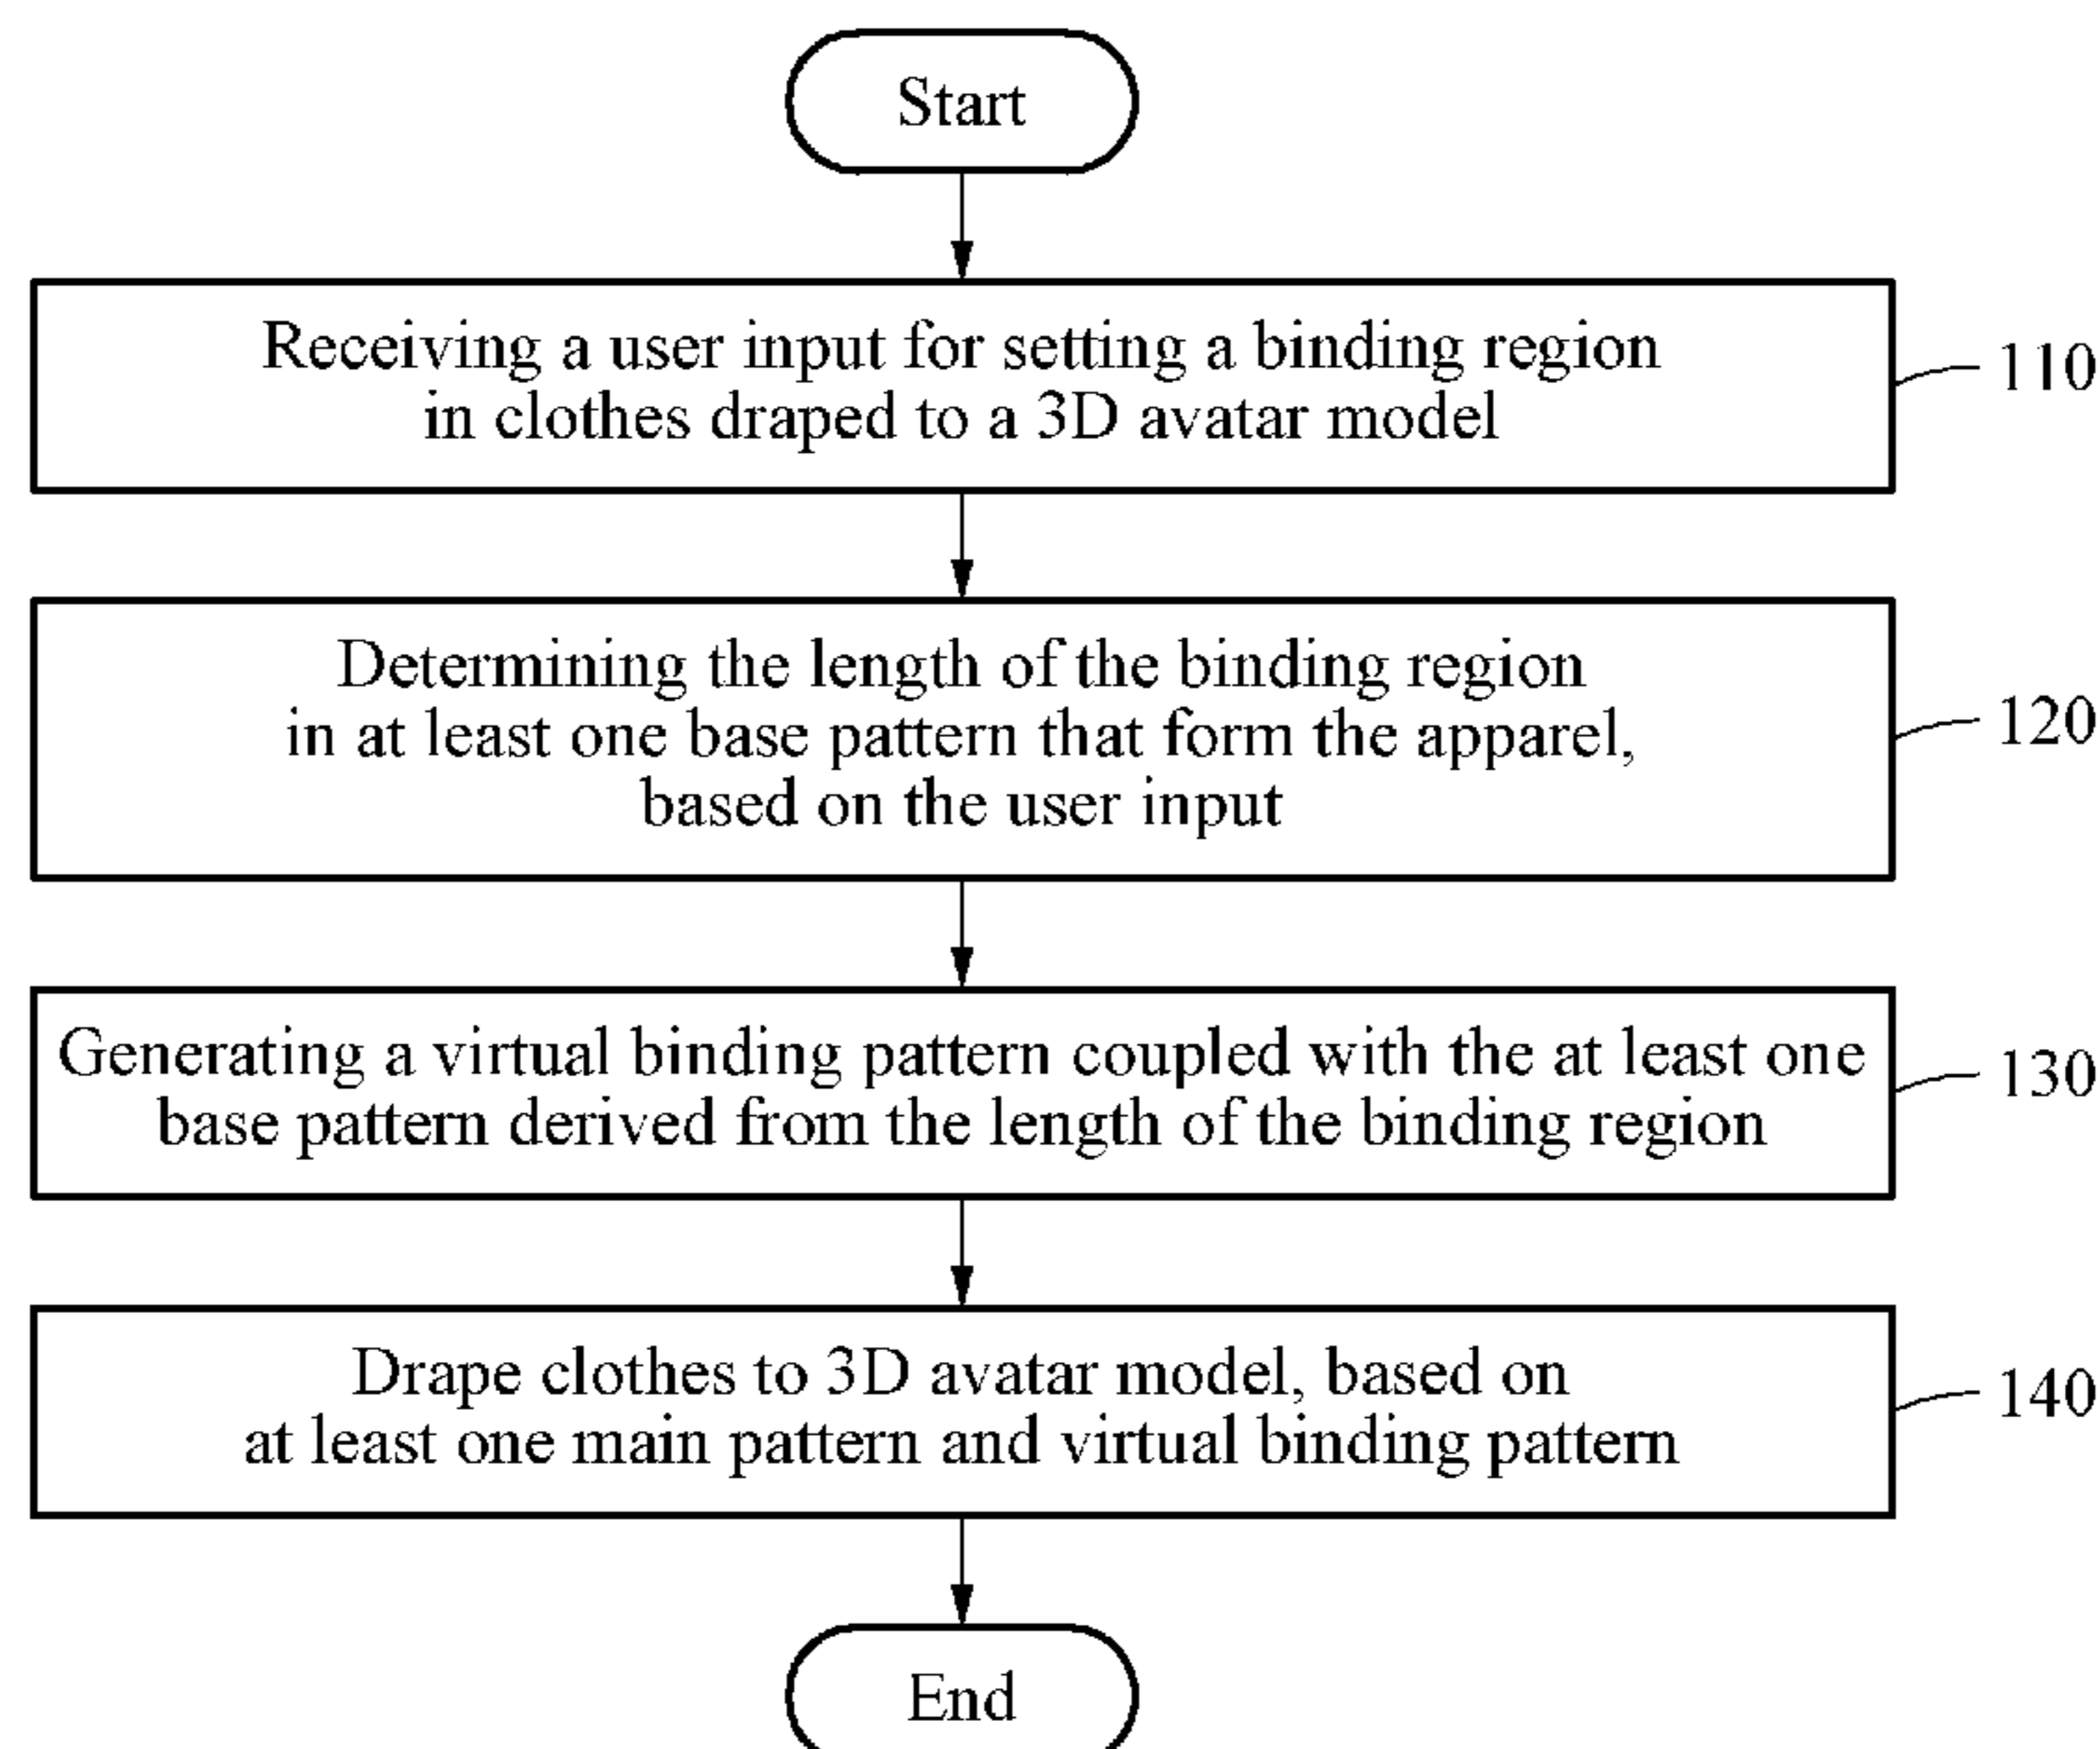 Start
Receiving a user input for setting a binding region
in clothes draped to a 3D avatar model
110
Determining the length of the binding region
in at least one base pattern that form the apparel,
based on the user input
120
Generating a virtual binding pattern coupled with the at least one
base pattern derived from the length of the binding region
130
Drape clothes to 3D avatar model, based on
at least one main pattern and virtual binding pattern
140
End